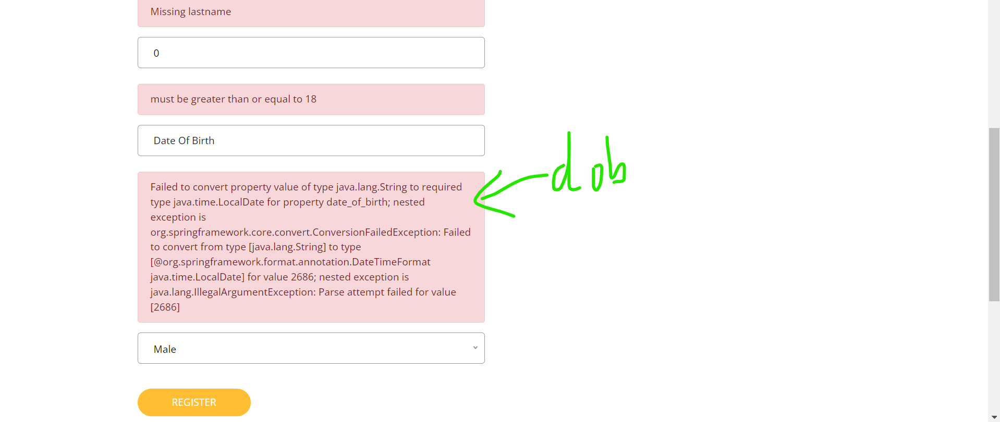 Missing lastname
0
must be greater than or equal to 18
Date Of Birth
dob
Failed to convert property value of type java.lang.String to required
type java.time.LocalDate for property date_of_birth; nested
exception is
org.springframework.core.convert.ConversionFailedException: Failed
to convert from type [java.lang.String] to type
[@org.springframework.format.annotation.DateTimeFormat
java.time.LocalDate] for value 2686; nested exception is
java.lang.IllegalArgumentException: Parse attempt failed for value
[2686]
Male
REGISTER